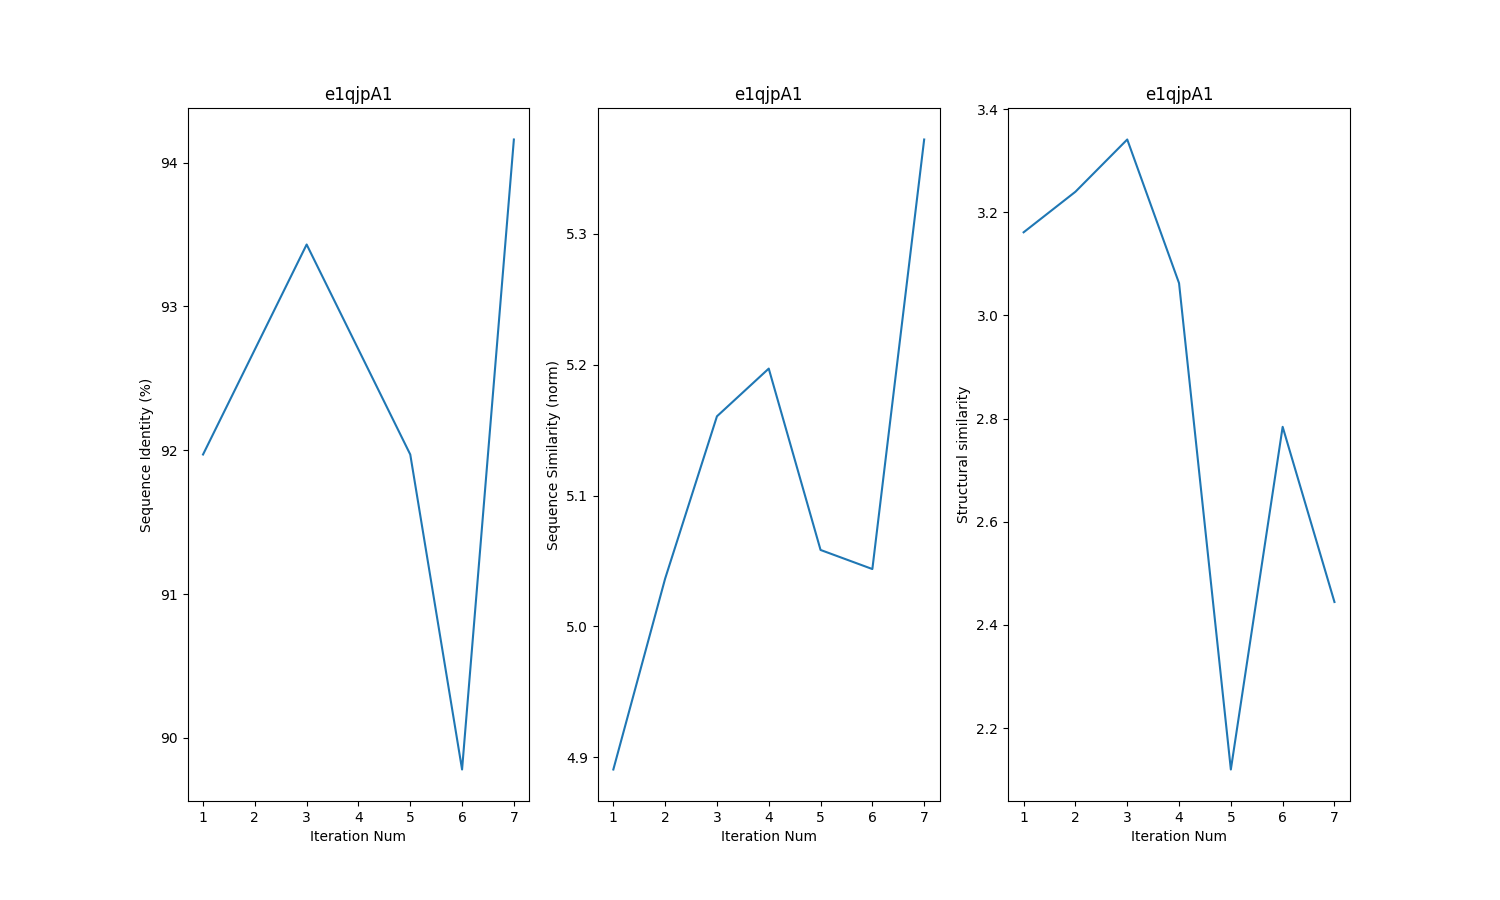 e1qjpA1
Sequence Identity (%)
94
93
92
91
90
1 2 3 4 5 6 7
Iteration Num
e1qjpA1
Sequence Similarity (norm)
5.3
5.2
5.1
5.0
4.9
1 2 3 4 5 6 7
Iteration Num
e1qjpA1
Structural similarity
3.4
3.2
3.0
2.8
2.6
2.4
2.2
1 2 3 4 5 6 7
Iteration Num